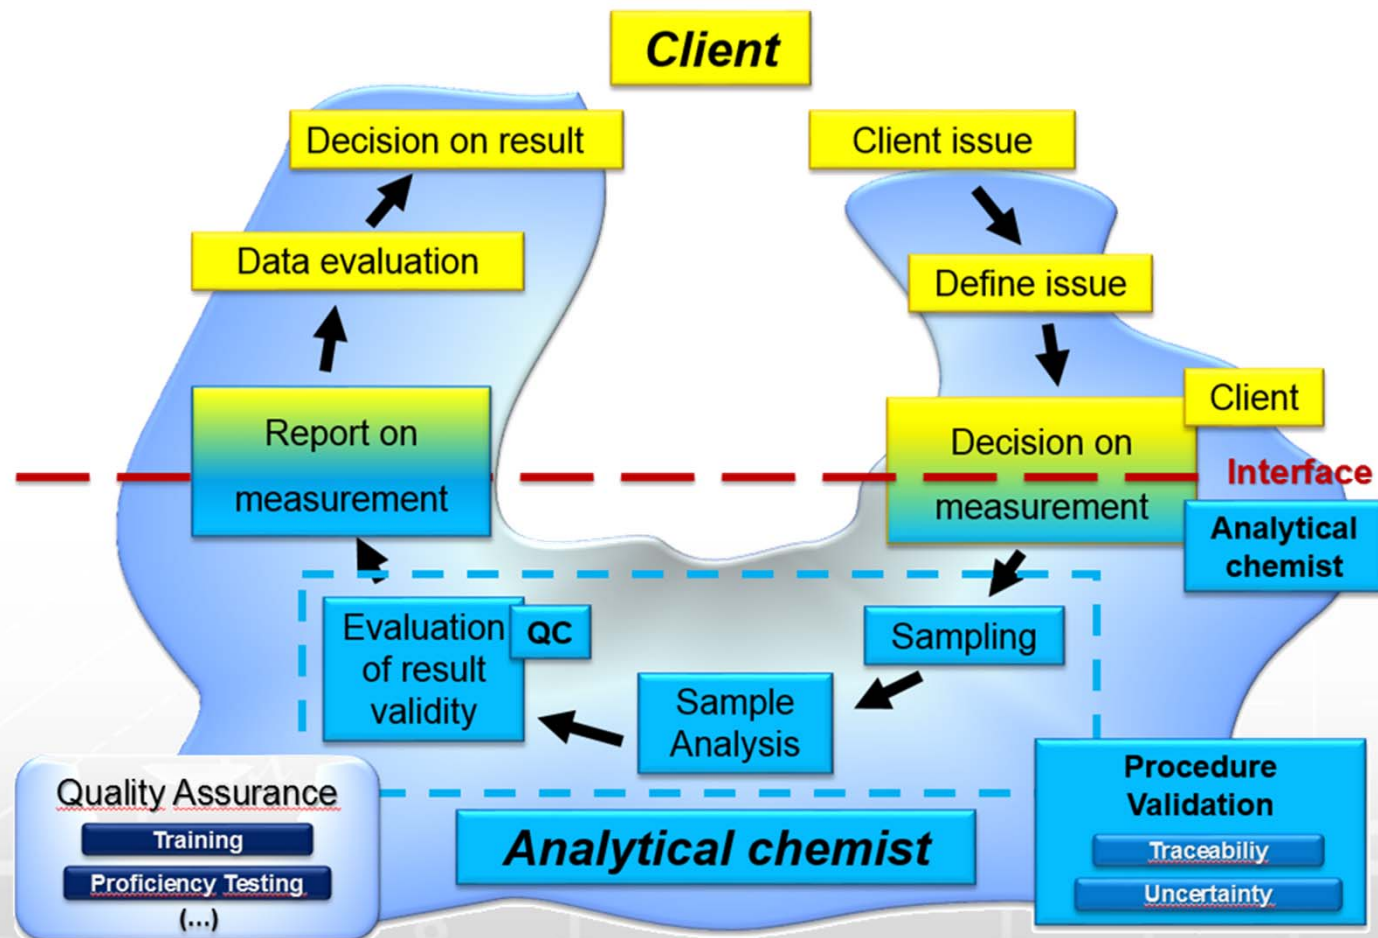 Client
Decision on result
Client issue
Data evaluation
Define issue
Client
Report on
measurement
Decision on
measurement
Interface
Analytical
chemist
Evaluation
of result
validity
QC
Sampling
Sample
Analysis
Quality Assurance
Training
Proficiency Testing
(...)
Analytical chemist
Procedure
Validation
Traceabiliy
Uncertainty